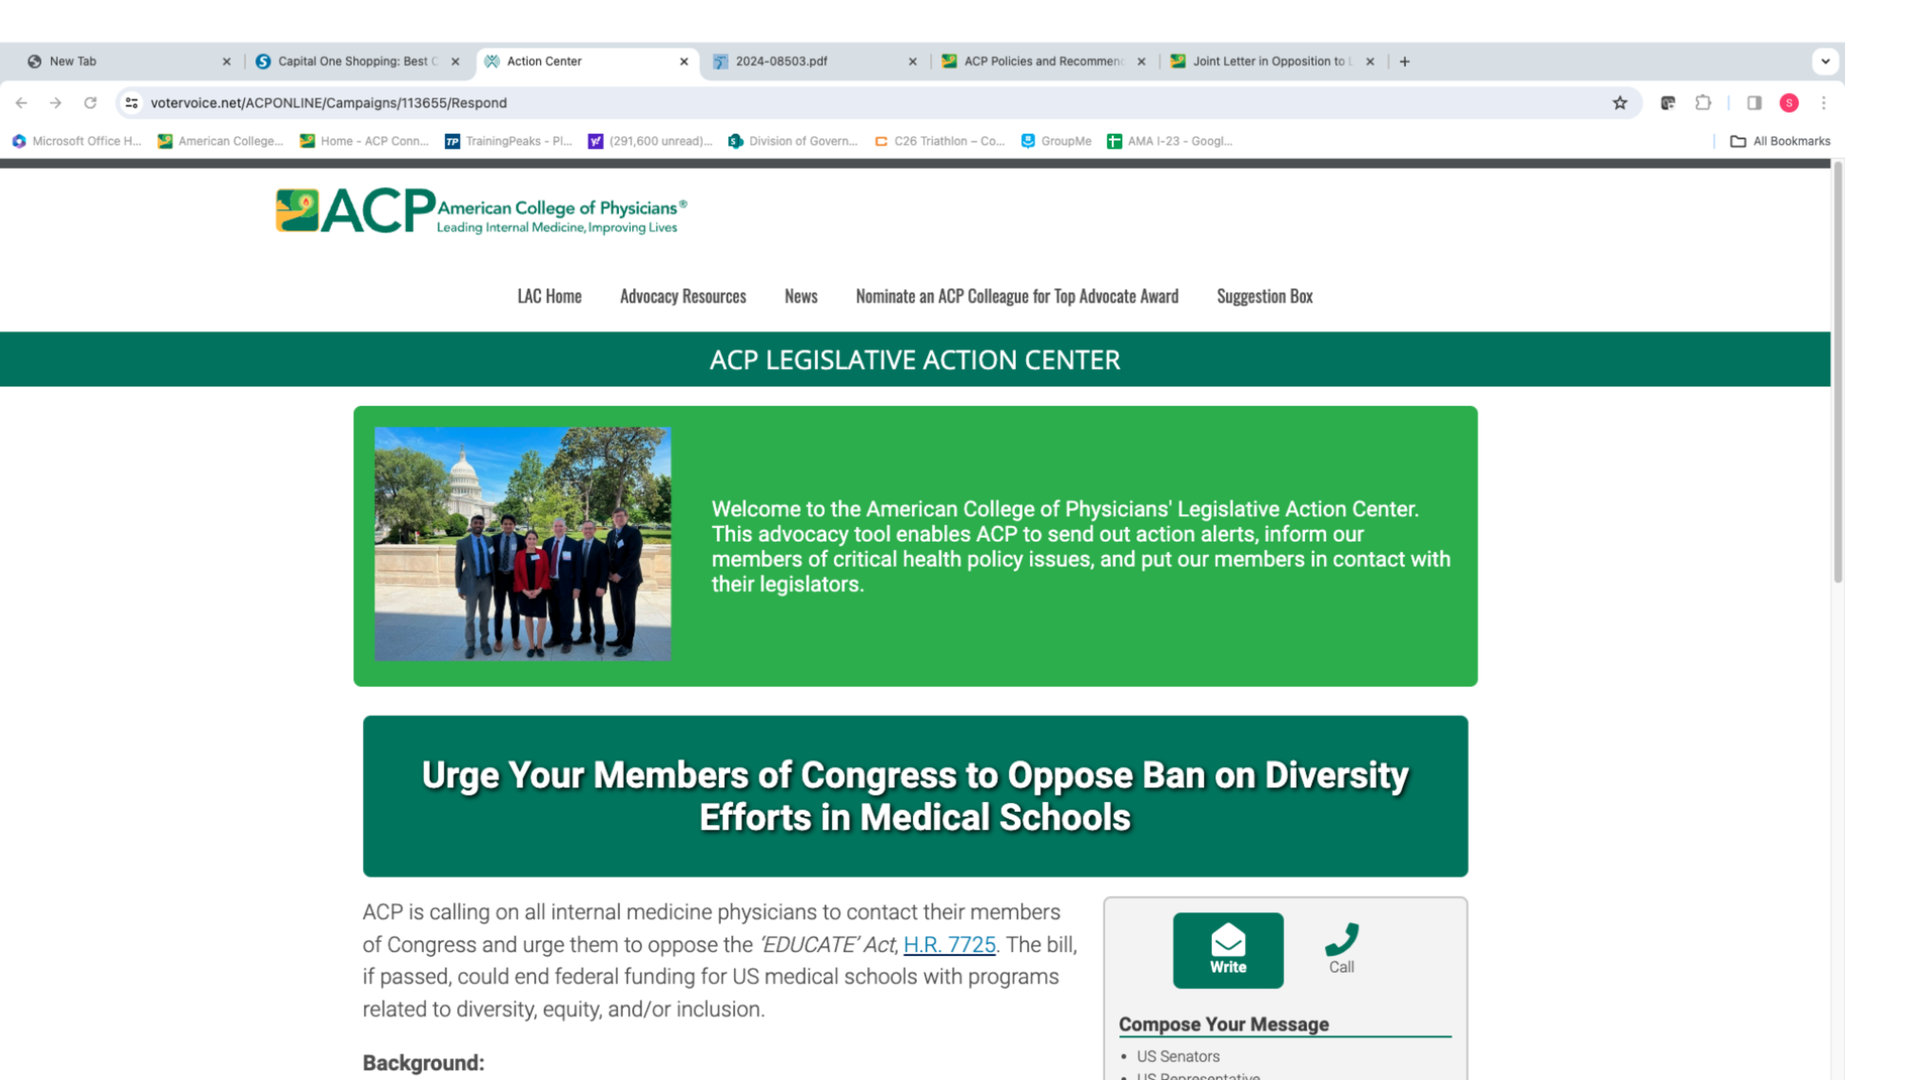 New Tab
Capital One Shopping: Best C
Action Center
2024-08503.pdf
ACP Policies and Recommenc
Joint Letter in Opposition to L
votervoice.net/ACPONLINE/Campaigns/113655/Respond
S
Microsoft Office H...
American College...
Home - ACP Conn...
TrainingPeaks - Pl...
(291,600 unread)...
Division of Govern...
C26 Triathlon – Co...
GroupMe
AMA I-23 - Googl...
All Bookmarks
ACP American College of Physicians®
Leading Internal Medicine, Improving Lives
LAC Home
Advocacy Resources
News
Nominate an ACP Colleague for Top Advocate Award
Suggestion Box
ACP LEGISLATIVE ACTION CENTER
Welcome to the American College of Physicians' Legislative Action Center.
This advocacy tool enables ACP to send out action alerts, inform our
members of critical health policy issues, and put our members in contact with
their legislators.
Urge Your Members of Congress to Oppose Ban on Diversity
Efforts in Medical Schools
ACP is calling on all internal medicine physicians to contact their members
of Congress and urge them to oppose the ‘EDUCATE’ Act, H.R. 7725. The bill,
if passed, could end federal funding for US medical schools with programs
related to diversity, equity, and/or inclusion.
Background:
Write
Call
Compose Your Message
• US Senators
• US Representative